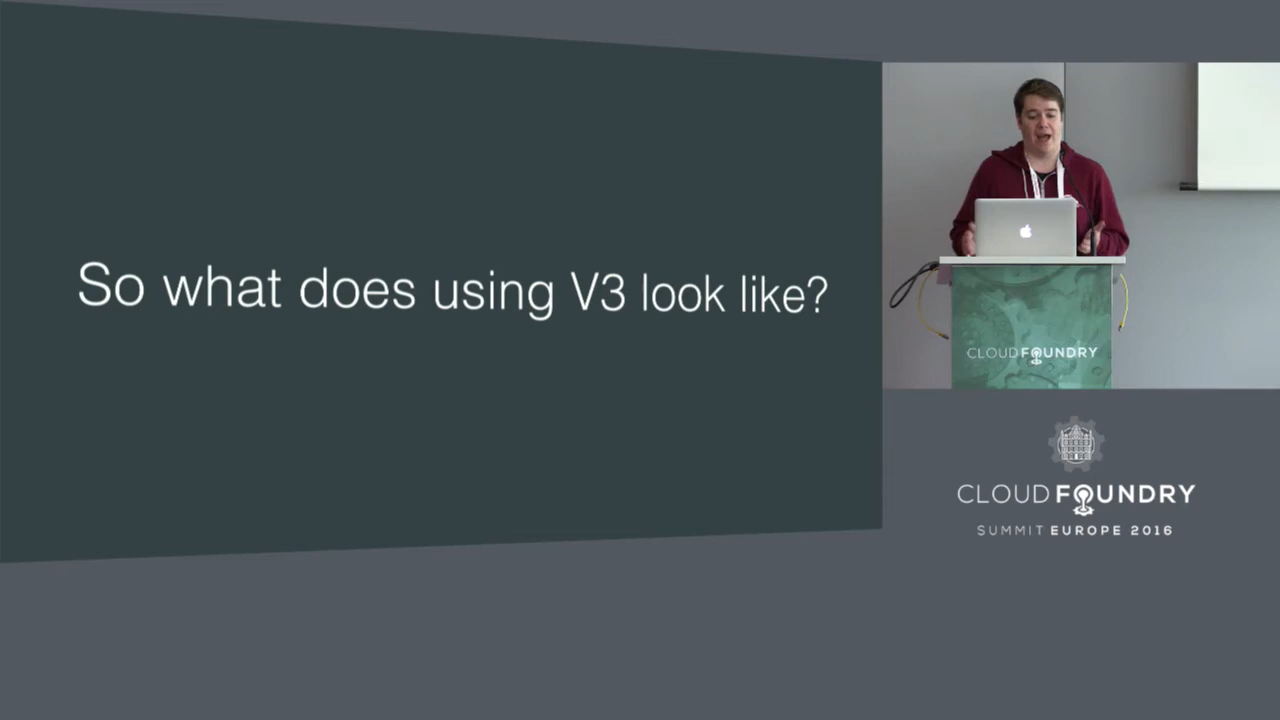 So what does using V3 look like?
CLOUD FOUNDRY
CLOUD FOUNDRY
SUMMIT EUROPE 2016